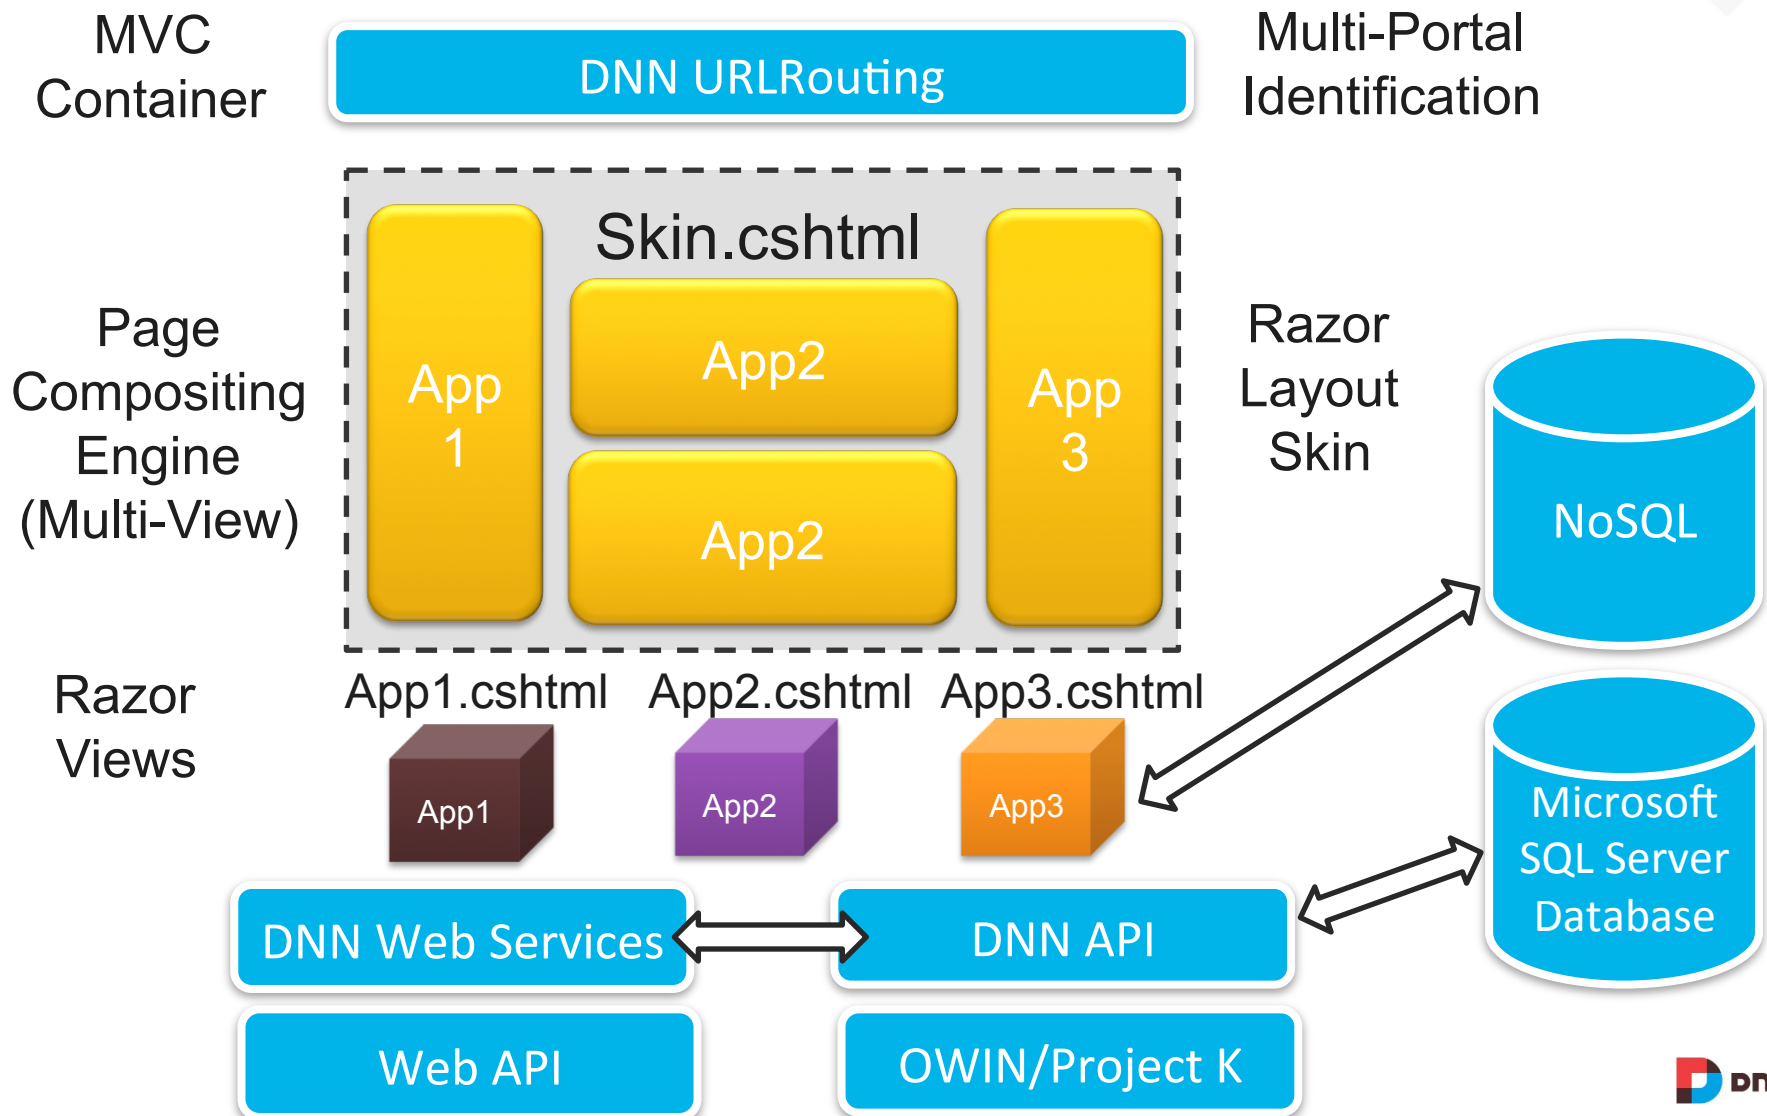 MVC
Container
DNN URLRouting
Multi-Portal
Identification
Skin.cshtml
App
1
App2
App2
App
3
Page
Compositing
Engine
(Multi-View)
Razor
Layout
Skin
NoSQL
Razor
Views
App1.cshtml App2.cshtml App3.cshtml
App1
App2
App3
Microsoft
SQL Server
Database
DNN Web Services
DNN API
Web API
OWIN/Project K